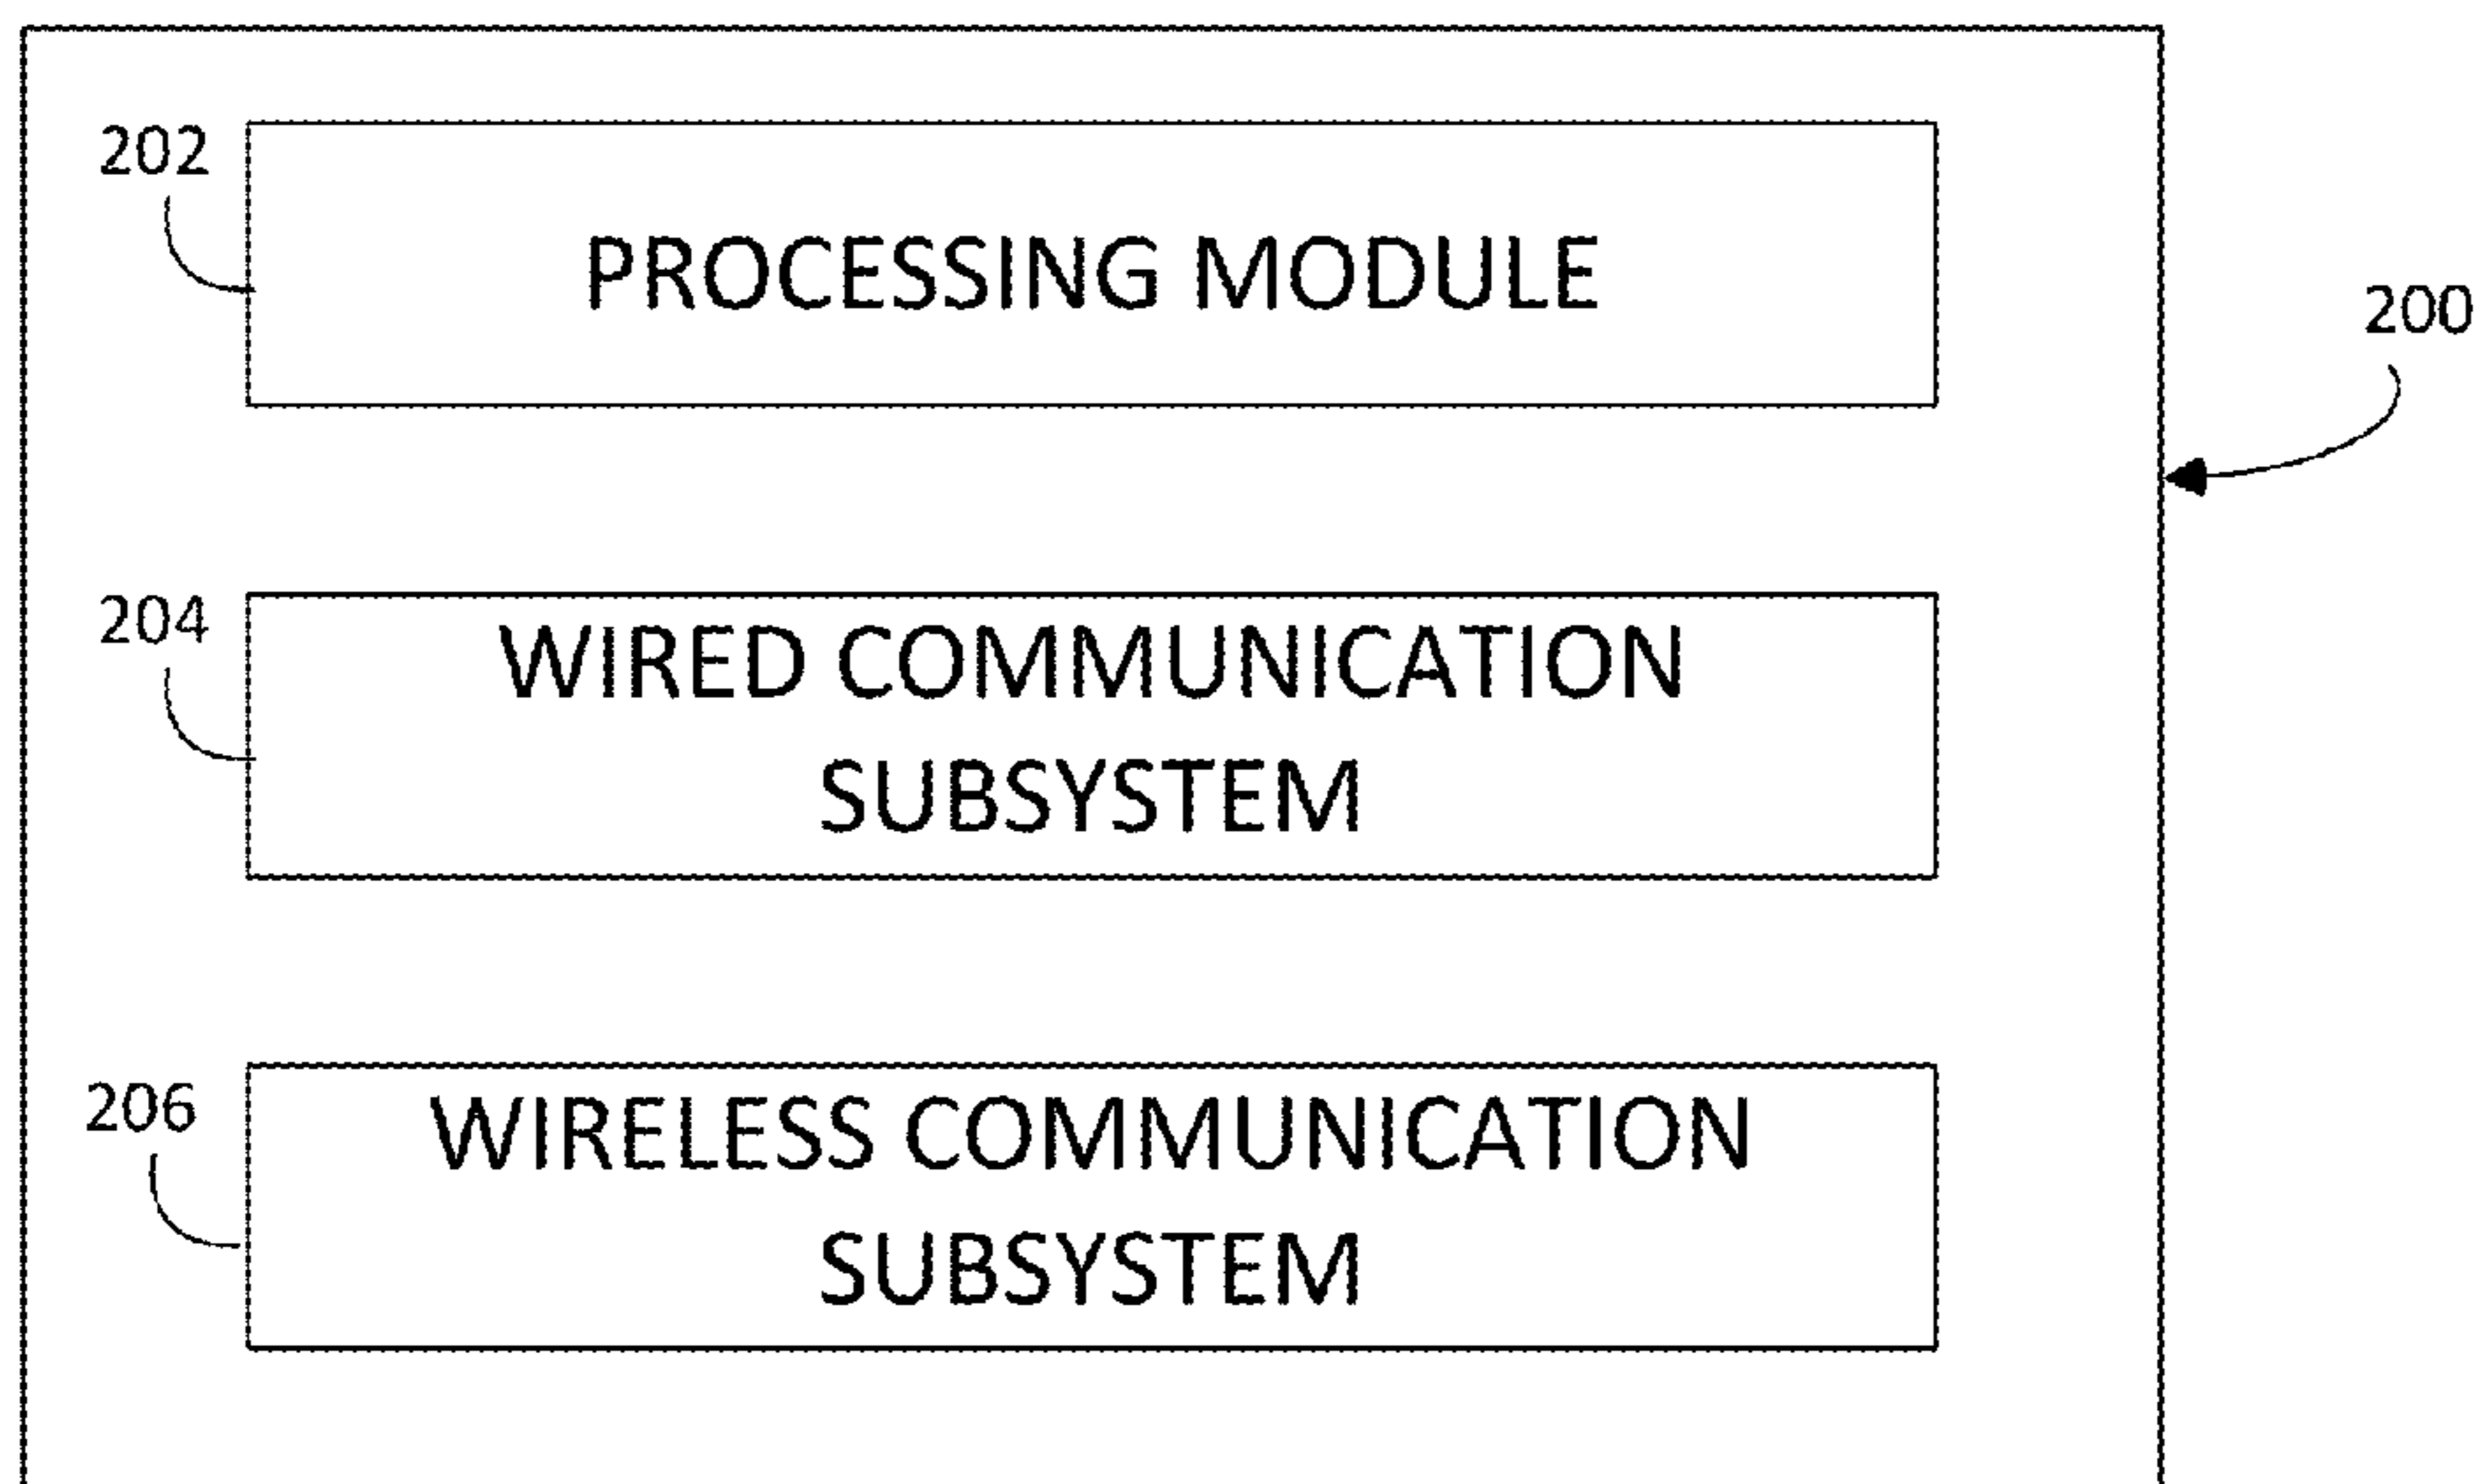 202
PROCESSING MODULE
200
204
WIRED COMMUNICATION
SUBSYSTEM
206
WIRELESS COMMUNICATION
SUBSYSTEM